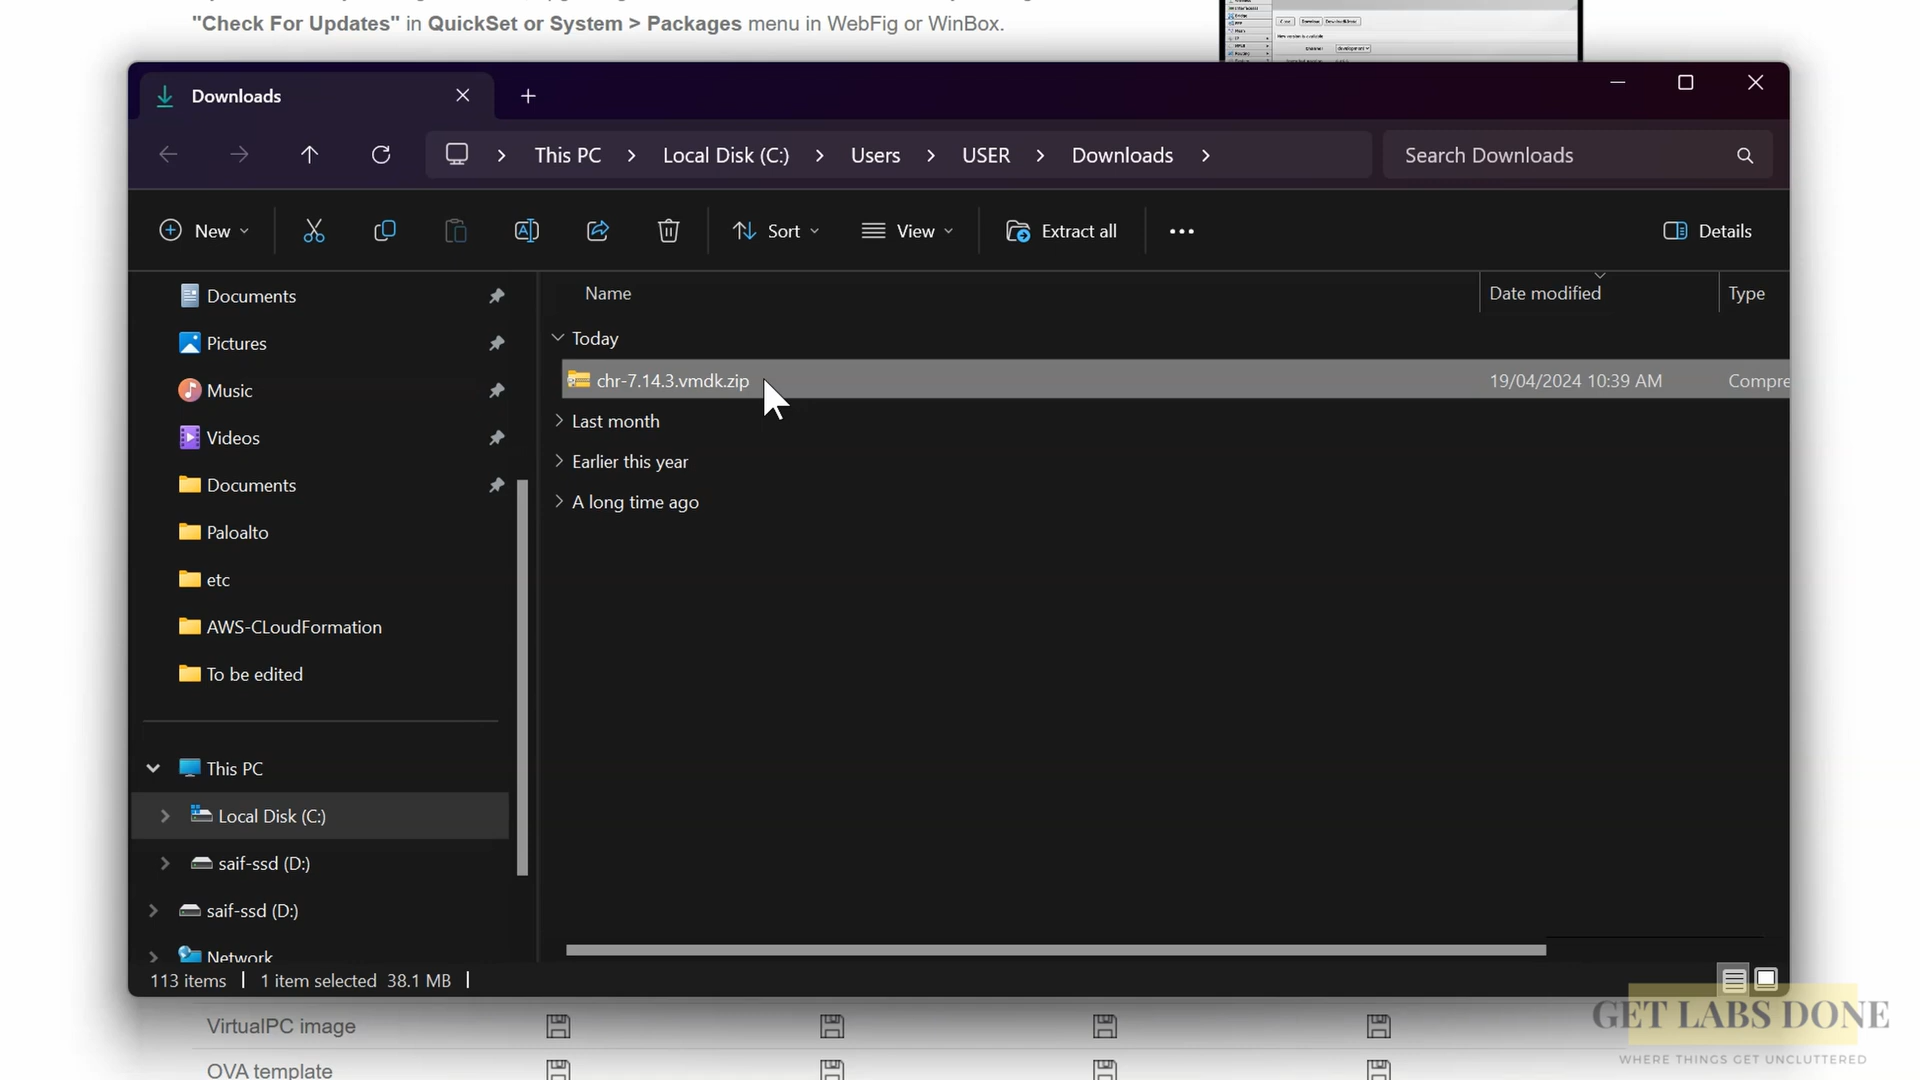 "Check For Updates" in QuickSet or System > Packages menu in WebFig or WinBox.
Downloads
This PC > Local Disk (C:) > Users > USER > Downloads >
Search Downloads
New
Sort
View
Extract all
Details
Documents
Pictures
Music
Videos
Documents
Paloalto
etc
AWS-CLoudFormation
To be edited
This PC
Local Disk (C:)
saif-ssd (D:)
saif-ssd (D:)
Network
Name Date modified Type
Today
chr-7.14.3.vmdk.zip 19/04/2024 10:39 AM Compre
Last month
Earlier this year
A long time ago
113 items 1 item selected 38.1 MB
VirtualPC image
OVA template
GET LABS DONE
WHERE THINGS GET UNCLUTTERED